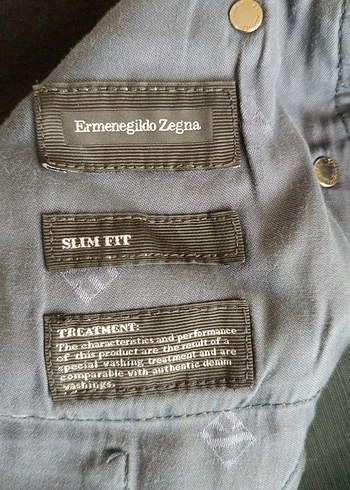 Ermenegildo Zegna
SLIM FIT
TREATMENT:
The characteristics and performance
of this product are the result of a
special washing treatment and are
comparable with authentic denim
washings.